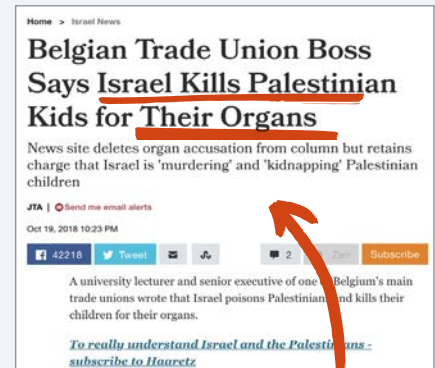 Home > Israel News
Belgian Trade Union Boss
Says Israel Kills Palestinian
Kids for Their Organs
News site deletes organ accusation from column but retains
charge that Israel is 'murdering' and 'kidnapping' Palestinian
children
JTA | Send me email alerts
Oct 19, 2018 10:23 PM
42218 Tweet 2 Zen Subscribe
A university lecturer and senior executive of one Belgium's main
trade unions wrote that Israel poisons Palestinian and kills their
children for their organs.
To really understand Israel and the Palestinians -
subscribe to Haaretz